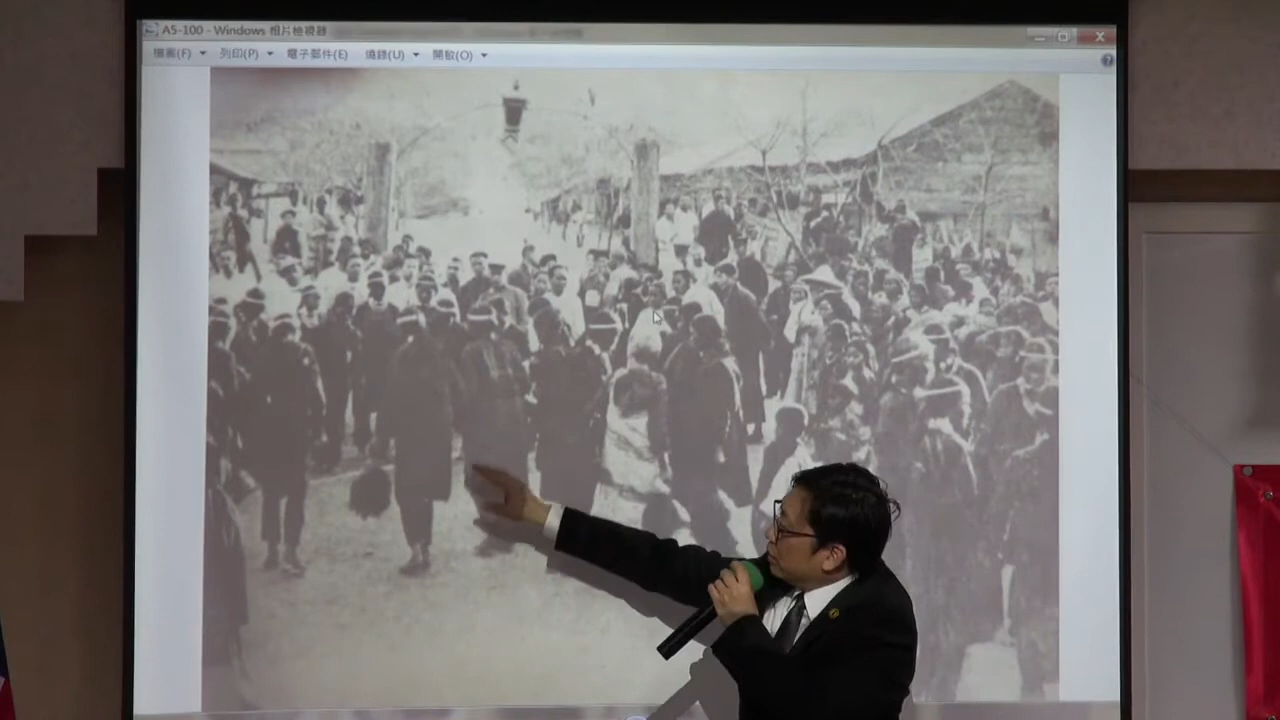 A5-100 - Windows 相片檢視器
檔案(F) 列印(P) 電子郵件(E) 燒錄(U) 開啟(O)